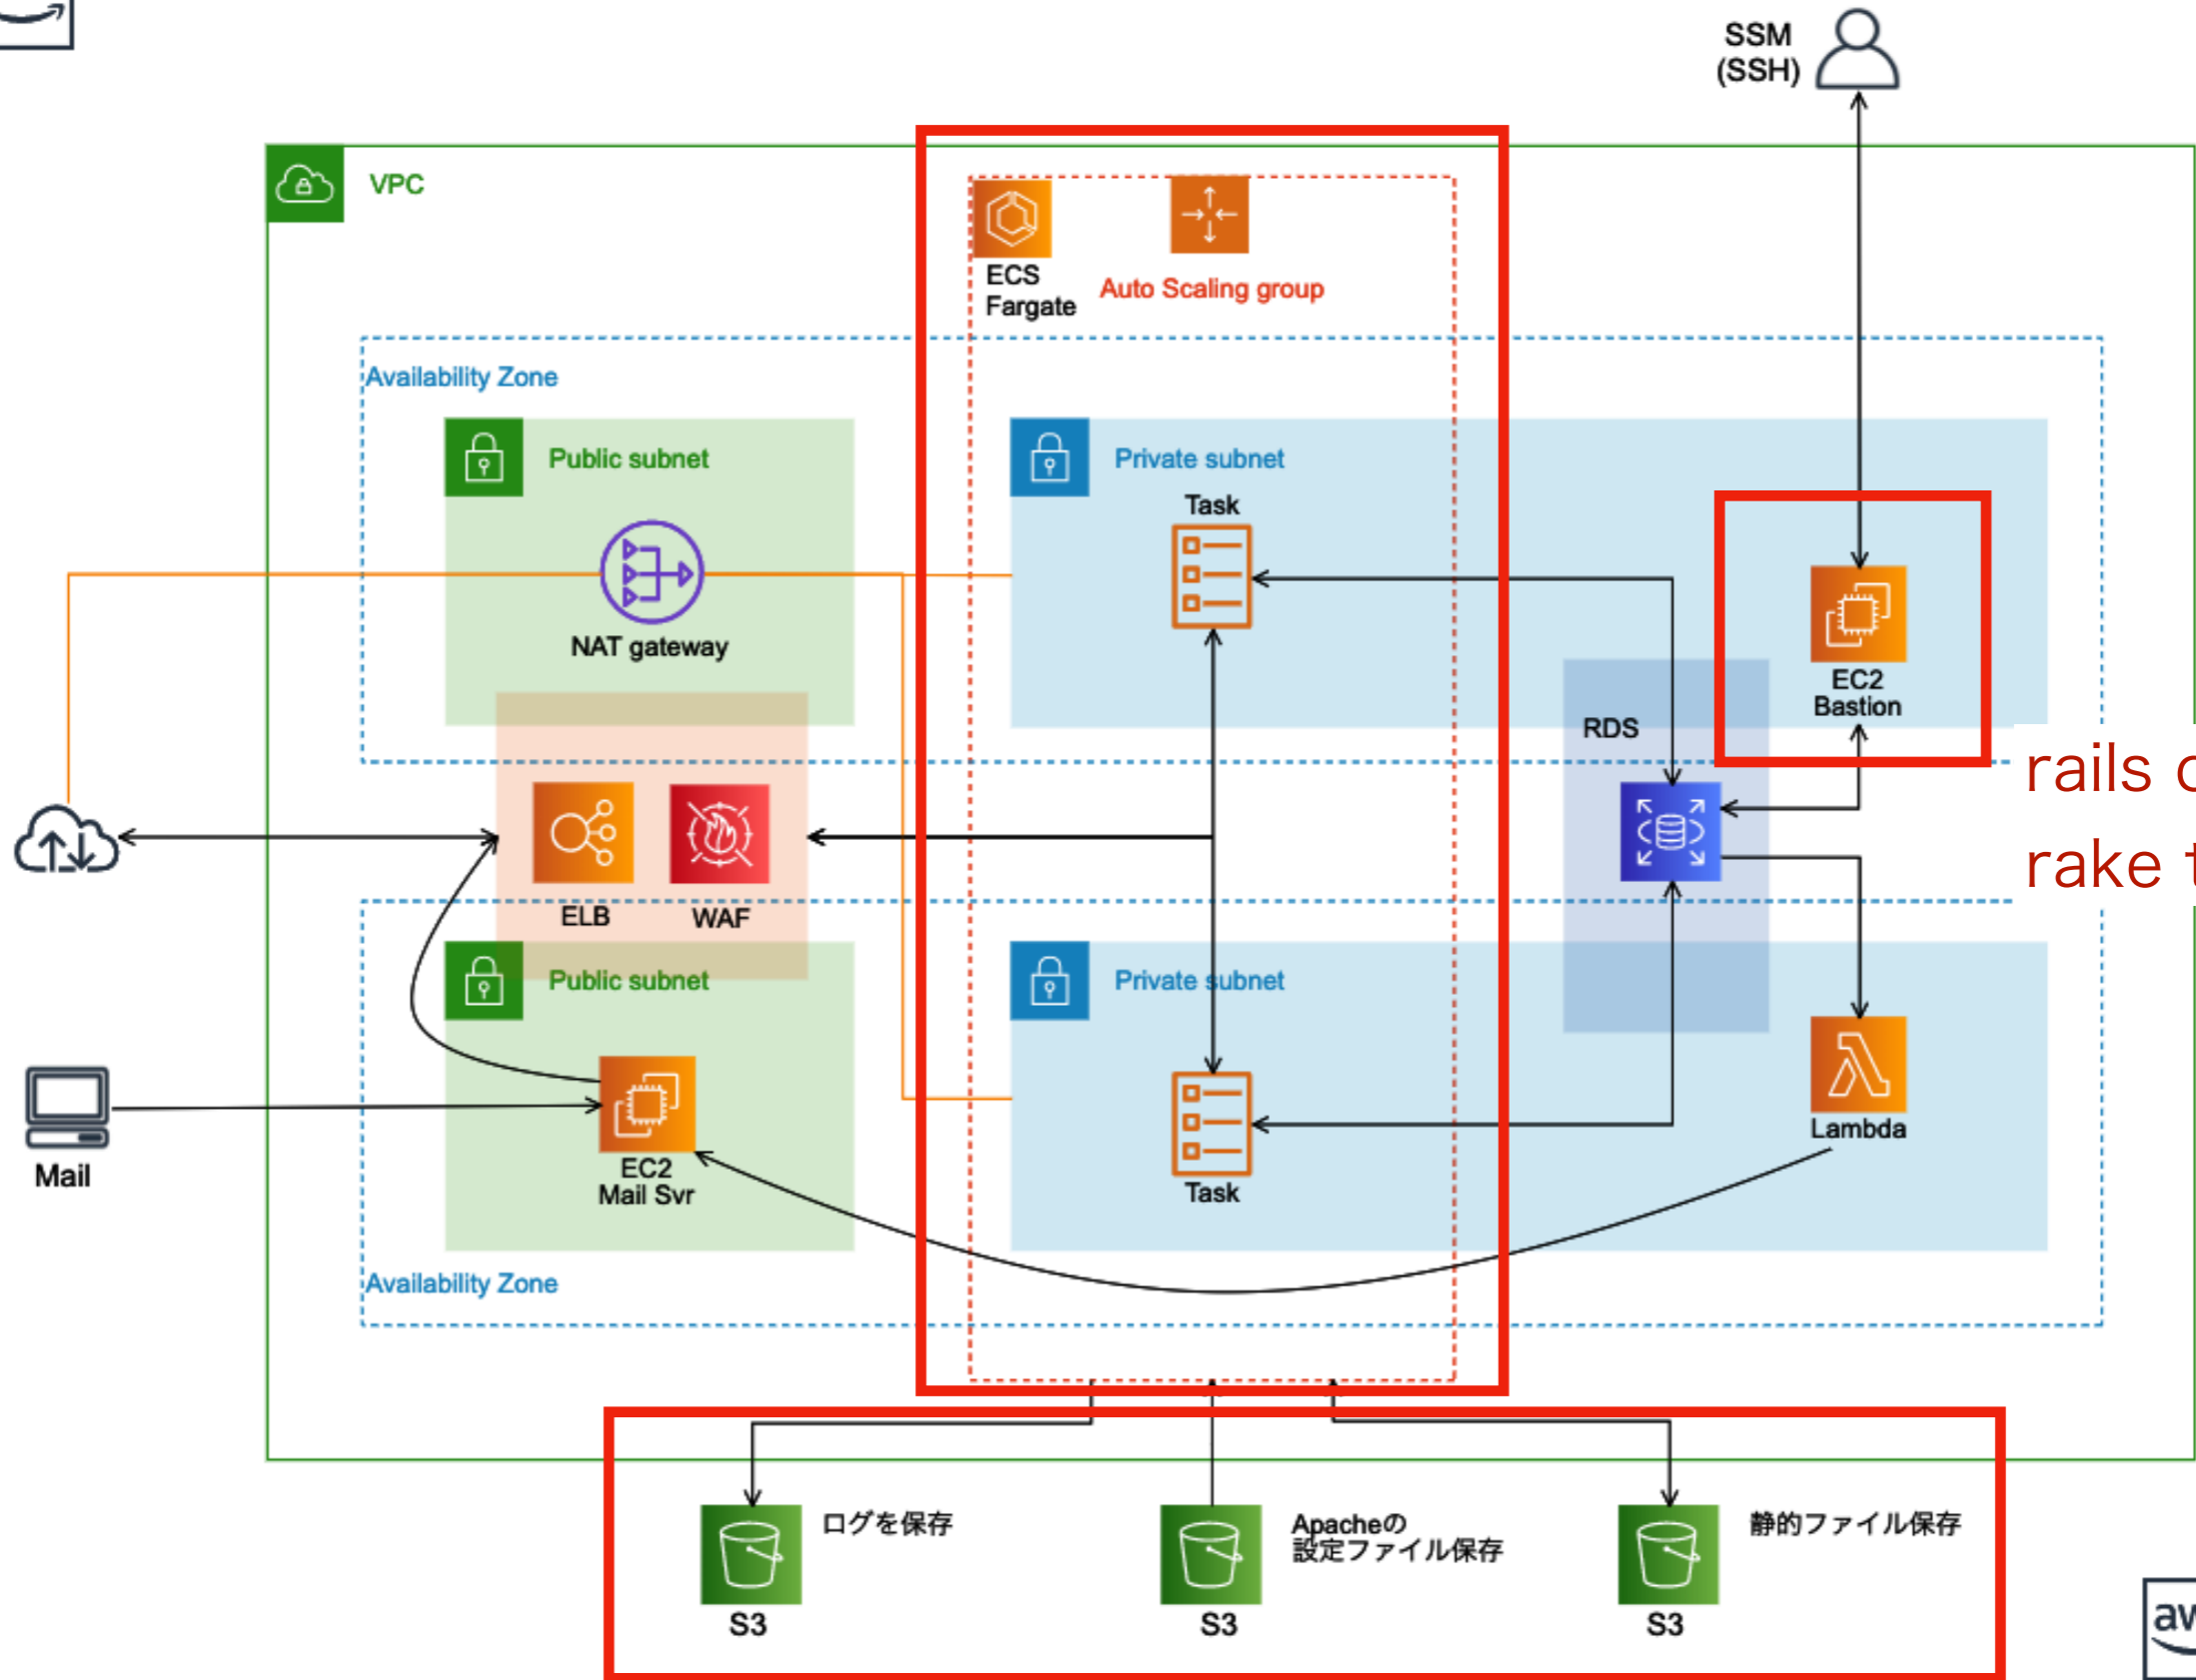 SSM
(SSH)
VPC
ECS
Fargate
Auto Scaling group
Availability Zone
Public subnet
Private subnet
Task
NAT gateway
EC2
Bastion
RDS
rails
rake
ELB
WAF
Public subnet
Private subnet
Mail
EC2
Mail Svr
Task
Lambda
Availability Zone
ログを保存
Apacheの
設定ファイル保存
静的ファイル保存
S3
S3
S3